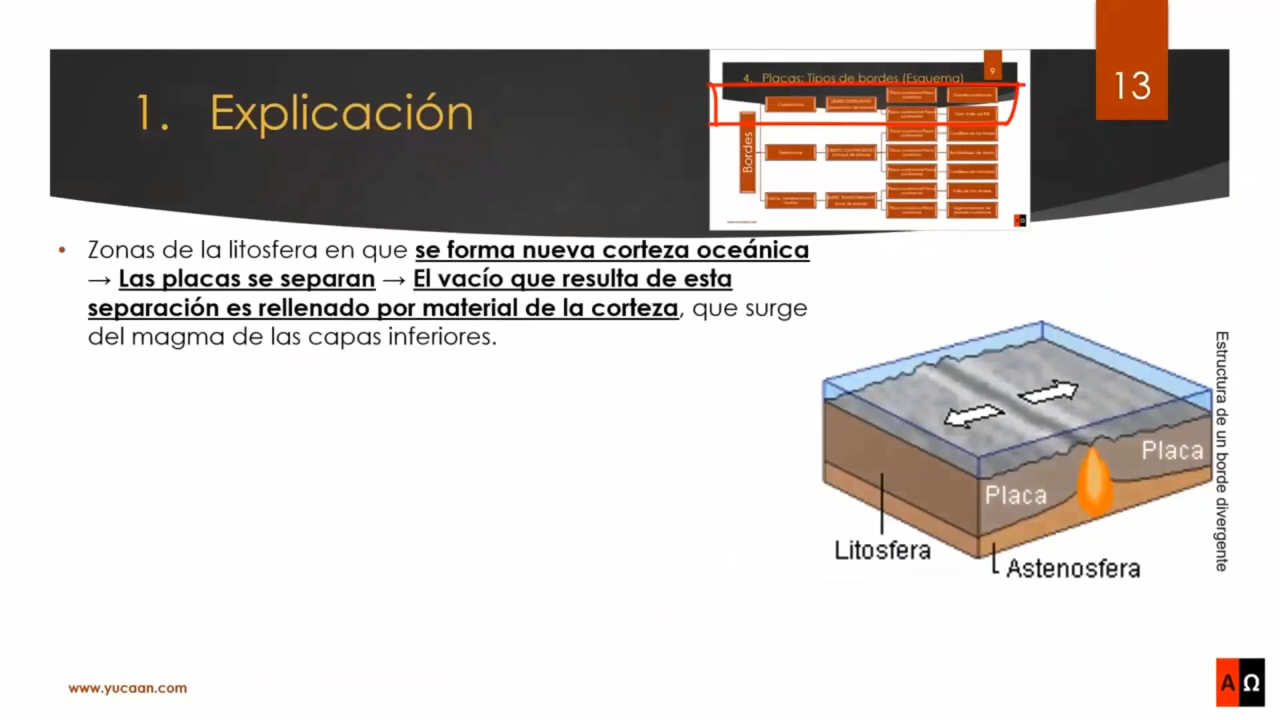 1. Explicación
4. Placas: Tipos de bordes (Esquema)
9
13
Bordes
• Zonas de la litosfera en que se forma nueva corteza oceánica
→ Las placas se separan → El vacío que resulta de esta
separación es rellenado por material de la corteza, que surge
del magma de las capas inferiores.
Placa
Placa
Litosfera
Astenosfera
Estructura de un borde divergente
www.yucaan.com
A Ω